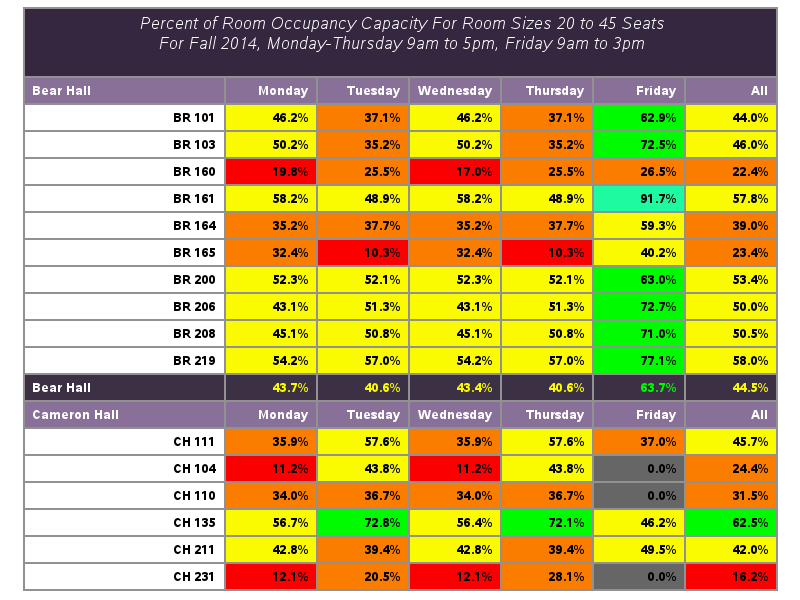 Percent of Room Occupancy Capacity For Room Sizes 20 to 45 Seats
For Fall 2014, Monday-Thursday 9am to 5pm, Friday 9am to 3pm
Bear Hall Monday Tuesday Wednesday Thursday Friday All
BR 101 46.2% 37.1% 46.2% 37.1% 62.9% 44.0%
BR 103 50.2% 35.2% 50.2% 35.2% 72.5% 46.0%
BR 160 19.8% 25.5% 17.0% 25.5% 26.5% 22.4%
BR 161 58.2% 48.9% 58.2% 48.9% 91.7% 57.8%
BR 164 35.2% 37.7% 35.2% 37.7% 59.3% 39.0%
BR 165 32.4% 10.3% 32.4% 10.3% 40.2% 23.4%
BR 200 52.3% 52.1% 52.3% 52.1% 63.0% 53.4%
BR 206 43.1% 51.3% 43.1% 51.3% 72.7% 50.0%
BR 208 45.1% 50.8% 45.1% 50.8% 71.0% 50.5%
BR 219 54.2% 57.0% 54.2% 57.0% 77.1% 58.0%
Bear Hall 43.7% 40.6% 43.4% 40.6% 63.7% 44.5%
Cameron Hall Monday Tuesday Wednesday Thursday Friday All
CH 111 35.9% 57.6% 35.9% 57.6% 37.0% 45.7%
CH 104 11.2% 43.8% 11.2% 43.8% 0.0% 24.4%
CH 110 34.0% 36.7% 34.0% 36.7% 0.0% 31.5%
CH 135 56.7% 72.8% 56.4% 72.1% 46.2% 62.5%
CH 211 42.8% 39.4% 42.8% 39.4% 49.5% 42.0%
CH 231 12.1% 20.5% 12.1% 28.1% 0.0% 16.2%